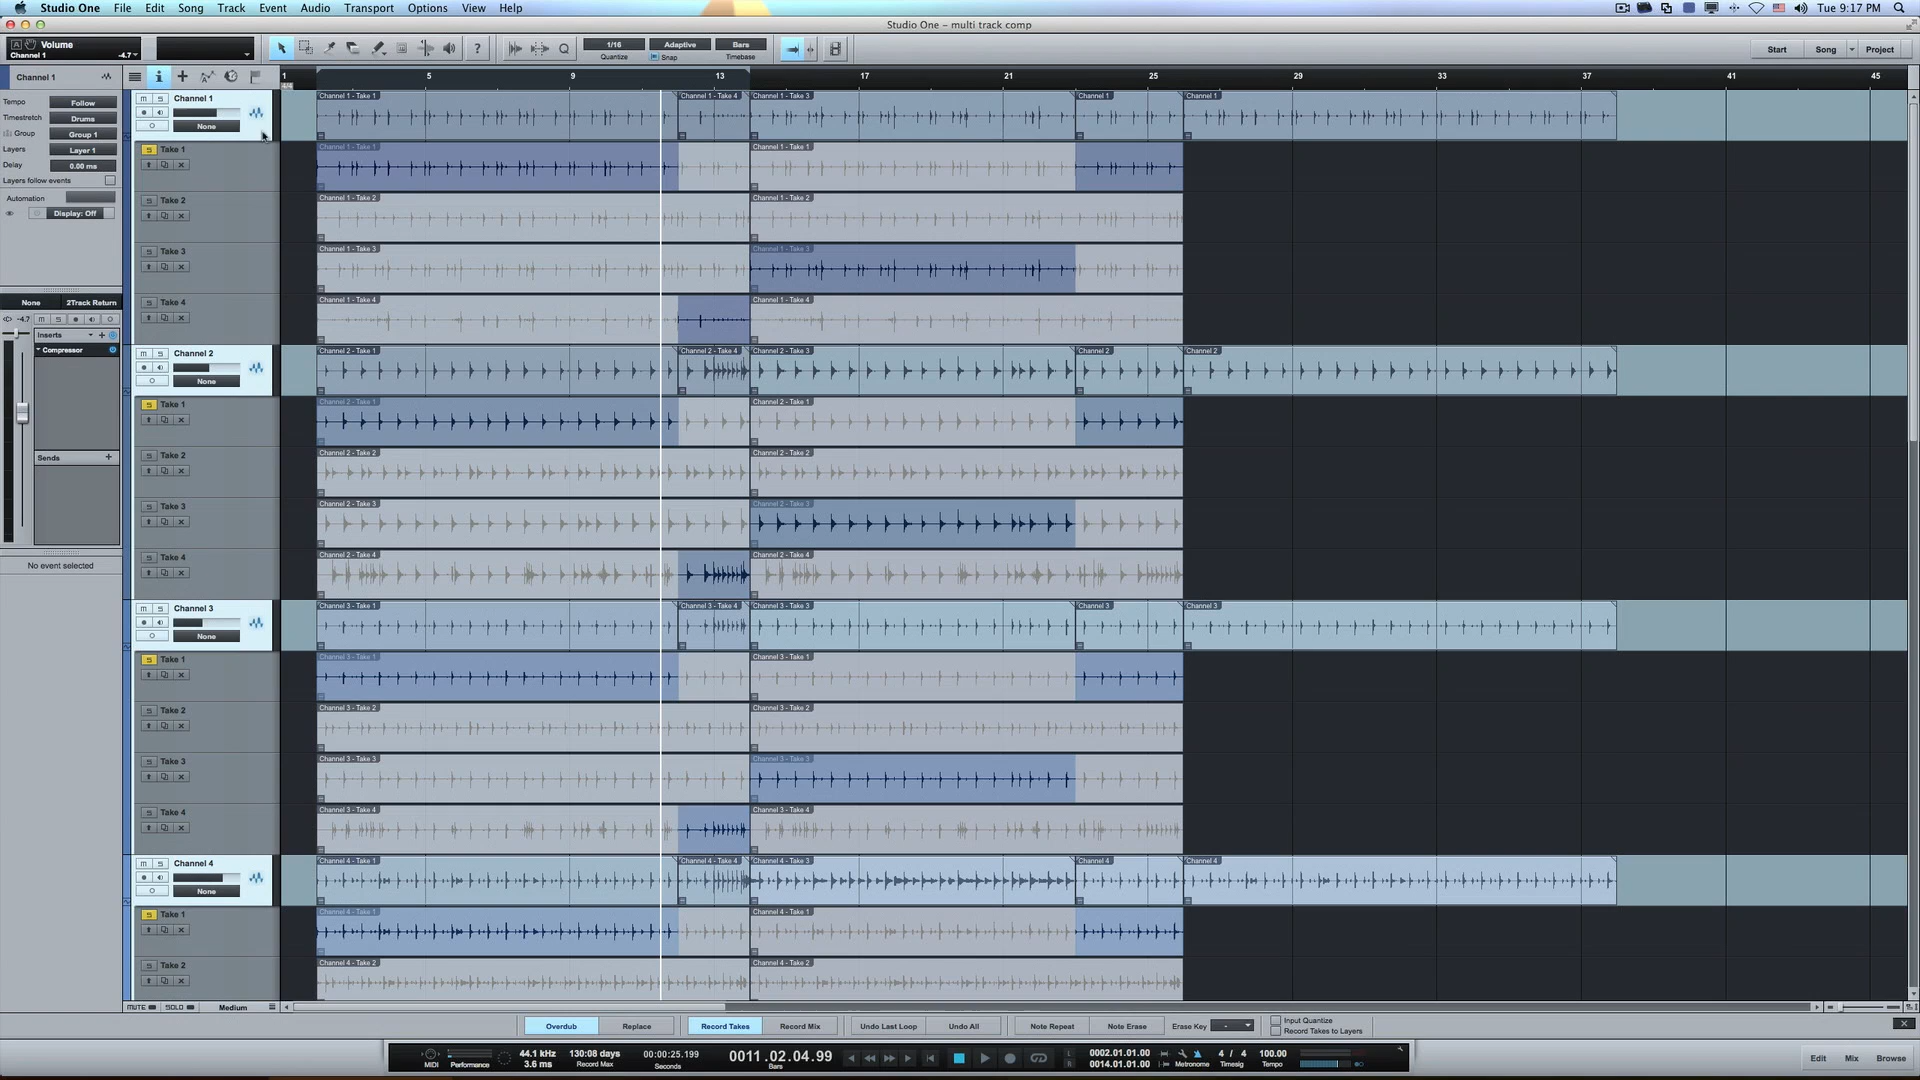 Studio One File Edit Song Track Event Audio Transport Options View Help
Tue 9:17 PM
Studio One - multi track comp
Volume
Channel 1
-4.7
1/16
Quantize
Adaptive
Snap
Bars
Timebase
Start Song Project
Channel 1
1 5 9 13 17 21 25 29 33 37 41 45
4/4
Tempo Follow
Timestretch Drums
Group Group 1
Layers Layer 1
Delay 0.00 ms
Layers follow events
Automation
Display: Off
None 2Track Return
-4.7 M S
Inserts
Compressor
Sends
No event selected
M S Channel 1
None
Channel 1 - Take 1 Channel 1 - Take 4 Channel 1 - Take 3 Channel 1 Channel 1
S Take 1
Channel 1 - Take 1 Channel 1 - Take 1
S Take 2
Channel 1 - Take 2 Channel 1 - Take 2
S Take 3
Channel 1 - Take 3 Channel 1 - Take 3
S Take 4
Channel 1 - Take 4 Channel 1 - Take 4
M S Channel 2
None
Channel 2 - Take 1 Channel 2 - Take 4 Channel 2 - Take 3 Channel 2 Channel 2
S Take 1
Channel 2 - Take 1 Channel 2 - Take 1
S Take 2
Channel 2 - Take 2 Channel 2 - Take 2
S Take 3
Channel 2 - Take 3 Channel 2 - Take 3
S Take 4
Channel 2 - Take 4 Channel 2 - Take 4
M S Channel 3
None
Channel 3 - Take 1 Channel 3 - Take 4 Channel 3 - Take 3 Channel 3 Channel 3
S Take 1
Channel 3 - Take 1 Channel 3 - Take 1
S Take 2
Channel 3 - Take 2 Channel 3 - Take 2
S Take 3
Channel 3 - Take 3 Channel 3 - Take 3
S Take 4
Channel 3 - Take 4 Channel 3 - Take 4
M S Channel 4
None
Channel 4 - Take 1 Channel 4 - Take 4 Channel 4 - Take 3 Channel 4 Channel 4
S Take 1
Channel 4 - Take 1 Channel 4 - Take 1
S Take 2
Channel 4 - Take 2 Channel 4 - Take 2
MUTE SOLO Medium
Overdub Replace Record Takes Record Mix Undo Last Loop Undo All Note Repeat Note Erase Erase Key -
Input Quantize
Record Takes to Layers
MIDI
Performance
44.1 kHz
3.6 ms
130:08 days
Record Max
00:00:25.199
Seconds
0011.02.04.99
Bars
L 0002.01.01.00
R 0014.01.01.00
Metronome
4 / 4
Timesig
100.00
Tempo
Edit Mix Browse